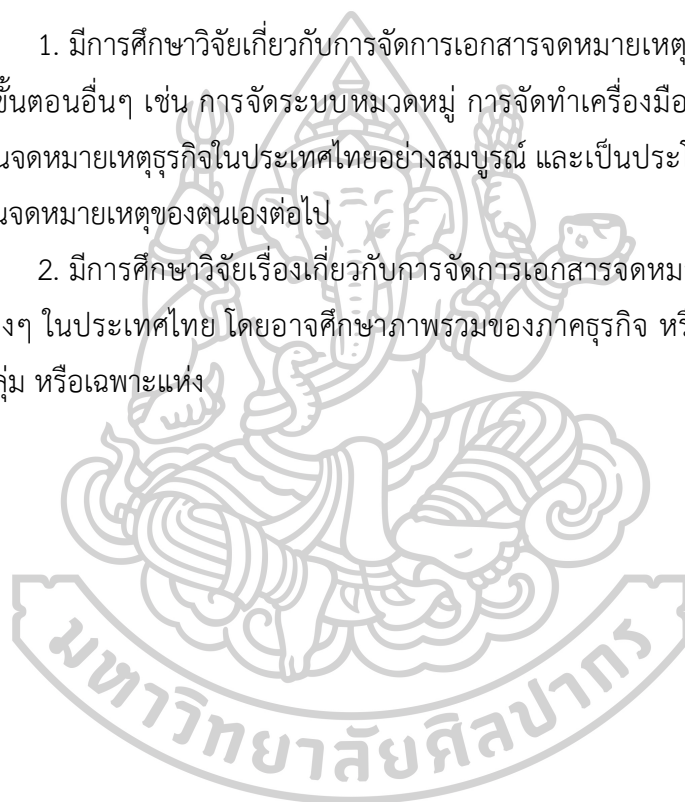 1. มีการศึกษาวิจัยเกี่ยวกับการจัดการเอกสารจดหมายเหตุ
ขั้นตอนอื่นๆ เช่น การจัดระบบหมวดหมู่ การจัดทำเครื่องมือ
นจดหมายเหตุธุรกิจในประเทศไทยอย่างสมบูรณ์ และเป็นประโ
นจดหมายเหตุของตนเองต่อไป
2. มีการศึกษาวิจัยเรื่องเกี่ยวกับการจัดการเอกสารจดหม
งๆ ในประเทศไทย โดยอาจศึกษาภาพรวมของภาคธุรกิจ หรื
ลุ่ม หรือเฉพาะแห่ง
มหาวิทยาลัยศิลปากร